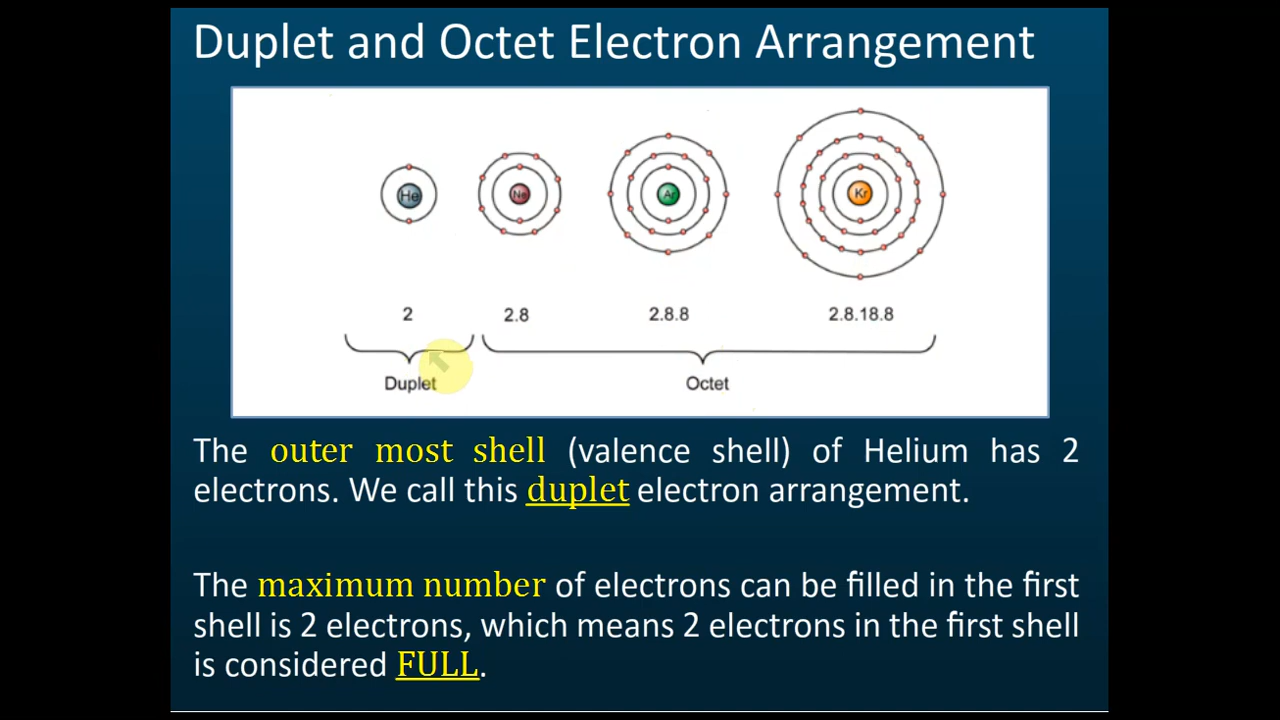 Duplet and Octet Electron Arrangement
He Ne Ar Kr
2 2.8 2.8.8 2.8.18.8
Duplet Octet
The outer most shell (valence shell) of Helium has 2
electrons. We call this duplet electron arrangement.
The maximum number of electrons can be filled in the first
shell is 2 electrons, which means 2 electrons in the first shell
is considered FULL.